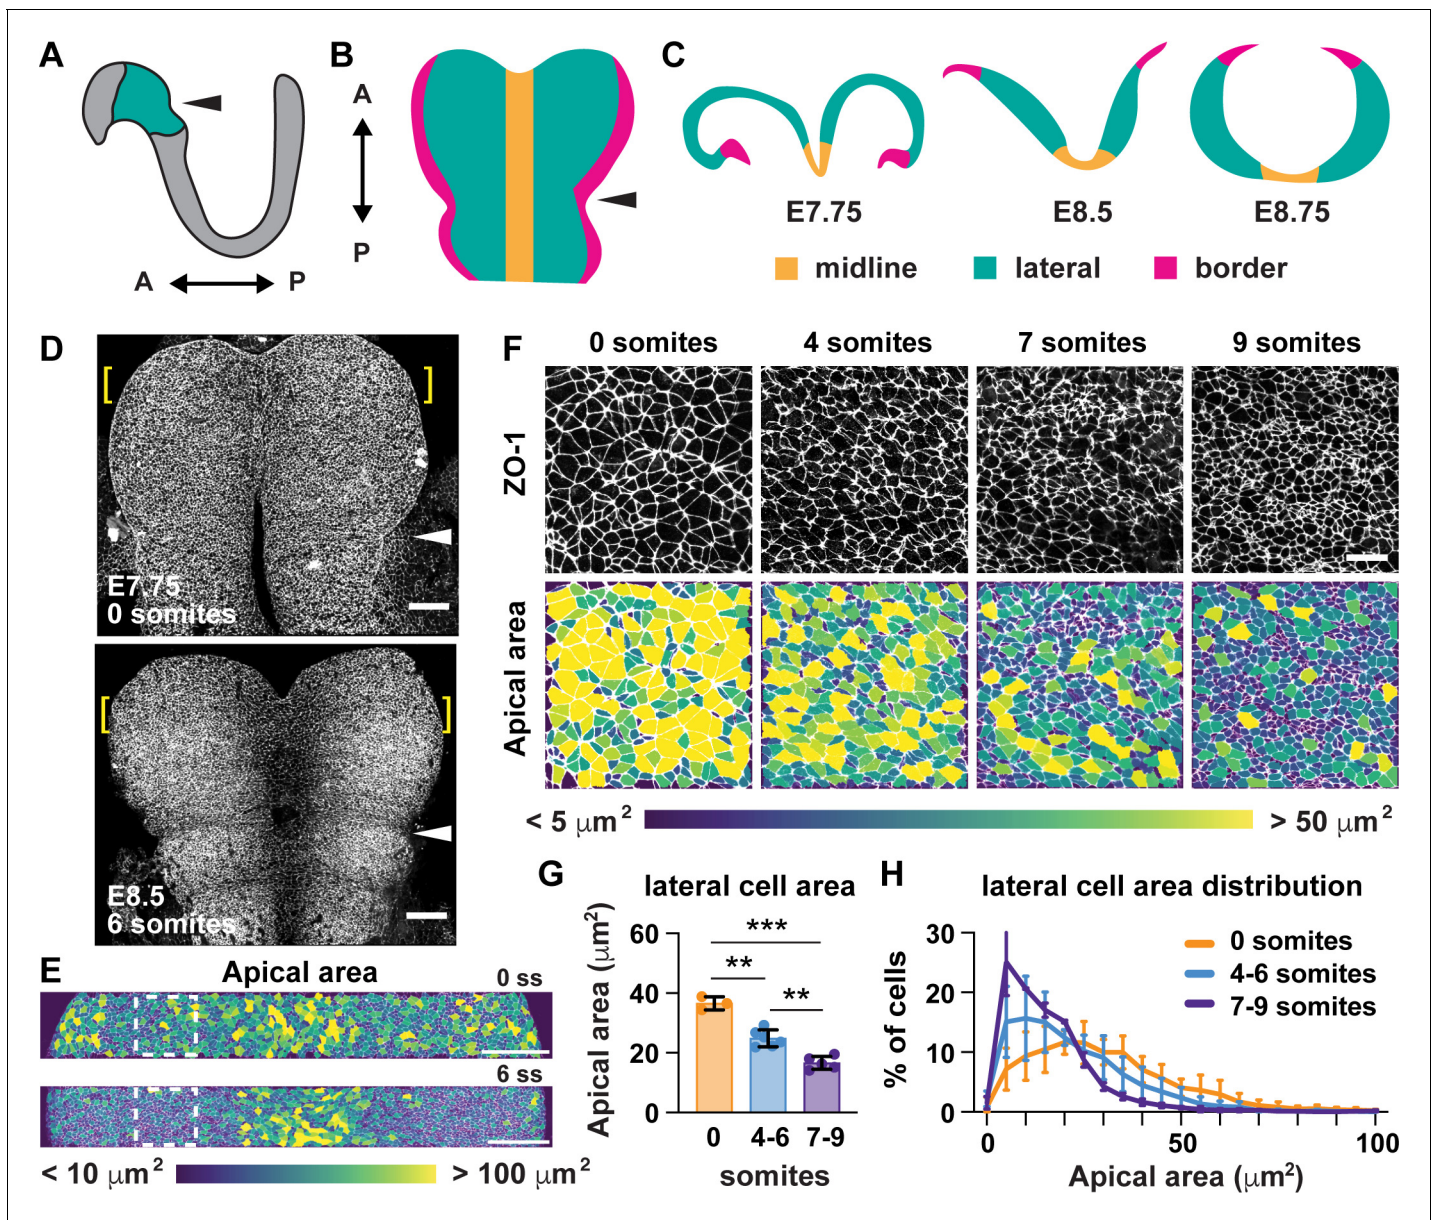 A
A P
B
A
P
C
E7.75 E8.5 E8.75
midline lateral border
D
E7.75
0 somites
E8.5
6 somites
E
Apical area
0 ss
6 ss
< 10 μm² > 100 μm²
F
0 somites 4 somites 7 somites 9 somites
ZO-1
Apical area
< 5 μm² > 50 μm²
G
lateral cell area
Apical area (μm²)
60
40
20
0
***
**
**
0 4-6 7-9
somites
H
lateral cell area distribution
% of cells
30
20
10
0
0 somites
4-6 somites
7-9 somites
0 50 100
Apical area (μm²)